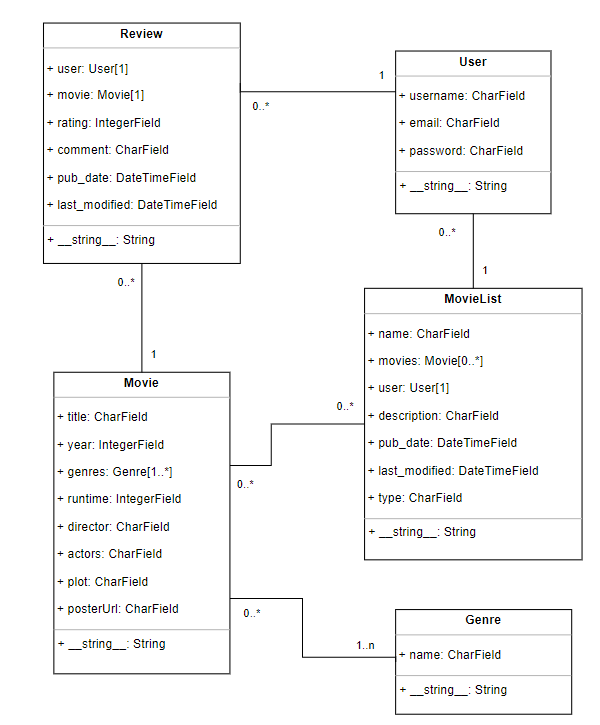 Review
+ user: User[1]
+ movie: Movie[1]
+ rating: IntegerField
+ comment: CharField
+ pub_date: DateTimeField
+ last_modified: DateTimeField
+ __string__: String
1
0..*
User
+ username: CharField
+ email: CharField
+ password: CharField
+ __string__: String
0..*
1
0..*
1
MovieList
+ name: CharField
+ movies: Movie[0..*]
+ user: User[1]
+ description: CharField
+ pub_date: DateTimeField
+ last_modified: DateTimeField
+ type: CharField
+ __string__: String
Movie
+ title: CharField
+ year: IntegerField
+ genres: Genre[1..*]
+ runtime: IntegerField
+ director: CharField
+ actors: CharField
+ plot: CharField
+ posterUrl: CharField
+ __string__: String
0..*
0..*
0..*
1..n
Genre
+ name: CharField
+ __string__: String